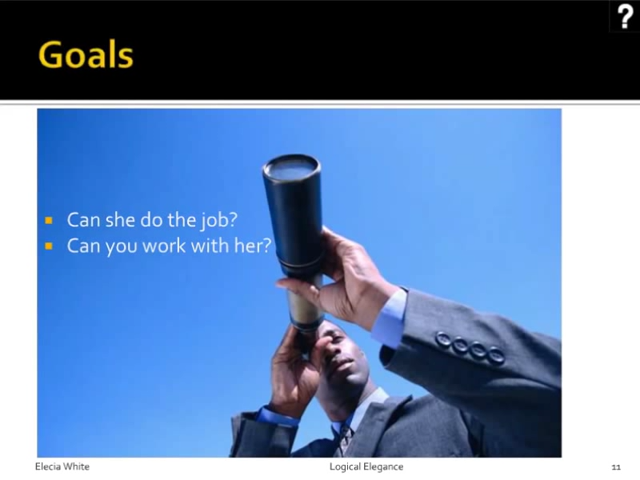 ?
Goals
Can she do the job?
Can you work with her?
Elecia White
Logical Elegance
11